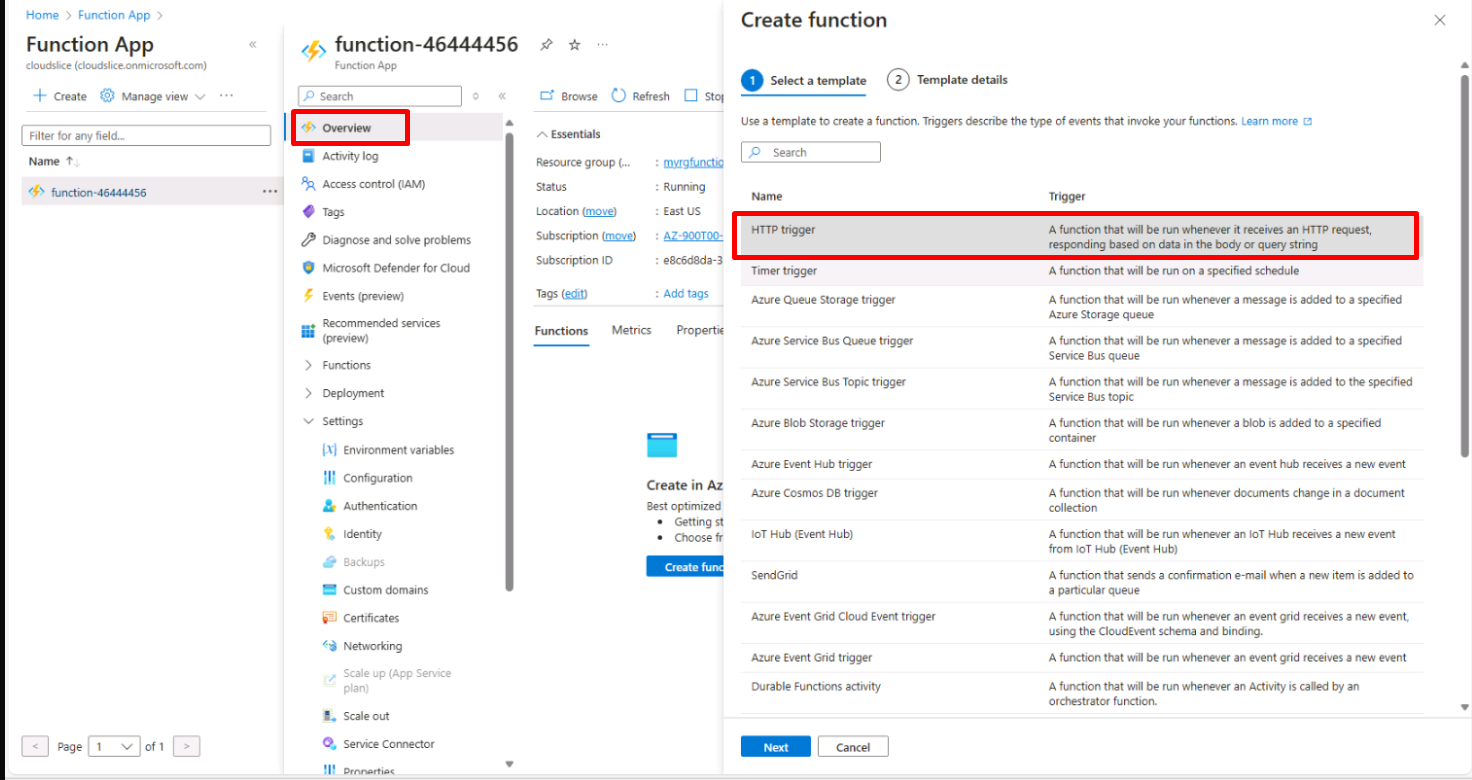 Home > Function App >
Function App
«
cloudslice (cloudslice.onmicrosoft.com)
+ Create
Manage view
...
Filter for any field...
Name ↑↓
function-46444456
...
< Page 1 of 1 >
function-46444456
...
Function App
Search
«
Overview
Activity log
Access control (IAM)
Tags
Diagnose and solve problems
Microsoft Defender for Cloud
Events (preview)
Recommended services
(preview)
Functions
Deployment
Settings
Environment variables
Configuration
Authentication
Identity
Backups
Custom domains
Certificates
Networking
Scale up (App Service
plan)
Scale out
Service Connector
Properties
Browse
Refresh
Sto
Essentials
Resource group (... : myrgfunctio
Status : Running
Location (move) : East US
Subscription (move) : AZ-900T00-
Subscription ID : e8c6d8da-3
Tags (edit) : Add tags
Functions
Metrics
Propertie
Create in Az
Best optimized
• Getting st
• Choose fr
Create func
Create function
1 Select a template
2 Template details
Use a template to create a function. Triggers describe the type of events that invoke your functions. Learn more
Search
Name Trigger
HTTP trigger A function that will be run whenever it receives an HTTP request,
responding based on data in the body or query string
Timer trigger A function that will be run on a specified schedule
Azure Queue Storage trigger A function that will be run whenever a message is added to a specified
Azure Storage queue
Azure Service Bus Queue trigger A function that will be run whenever a message is added to a specified
Service Bus queue
Azure Service Bus Topic trigger A function that will be run whenever a message is added to the specified
Service Bus topic
Azure Blob Storage trigger A function that will be run whenever a blob is added to a specified
container
Azure Event Hub trigger A function that will be run whenever an event hub receives a new event
Azure Cosmos DB trigger A function that will be run whenever documents change in a document
collection
IoT Hub (Event Hub) A function that will be run whenever an IoT Hub receives a new event
from IoT Hub (Event Hub)
SendGrid A function that sends a confirmation e-mail when a new item is added to
a particular queue
Azure Event Grid Cloud Event trigger A function that will be run whenever an event grid receives a new event,
using the CloudEvent schema and binding.
Azure Event Grid trigger A function that will be run whenever an event grid receives a new event
Durable Functions activity A function that will be run whenever an Activity is called by an
orchestrator function.
Next
Cancel